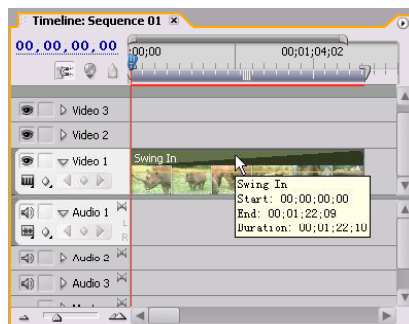 Timeline: Sequence 01
00,00,00,00
:00;00
00;01;04;02
Video 3
Video 2
Video 1
Swing In
Swing In
Start: 00;00;00;00
End: 00;01;22;09
Duration: 00;01;22;10
Audio 1
L
R
Audio 2
Audio 3